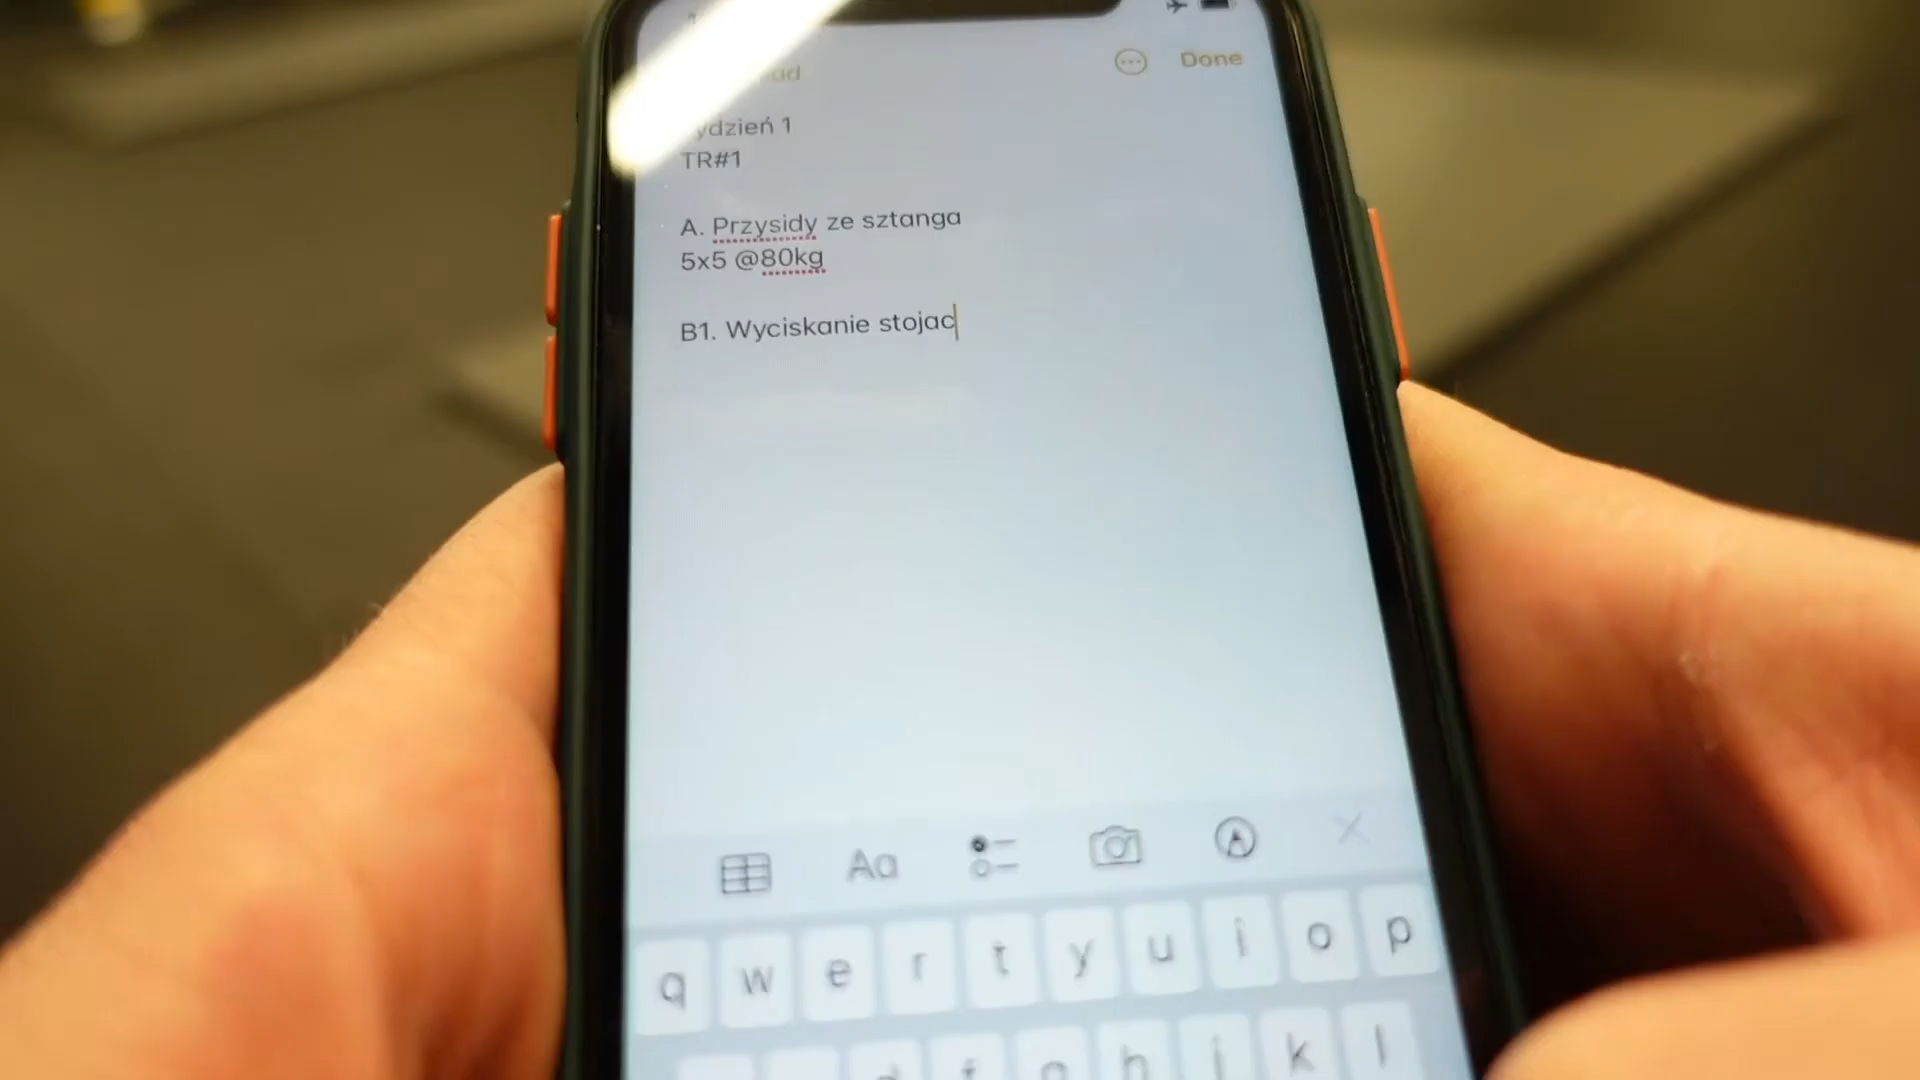 Done
ydzień 1
TR#1
A. Przysidy ze sztanga
5x5 @80kg
B1. Wyciskanie stojac
Aa
q w e r t y u i o p
d f g h j k l